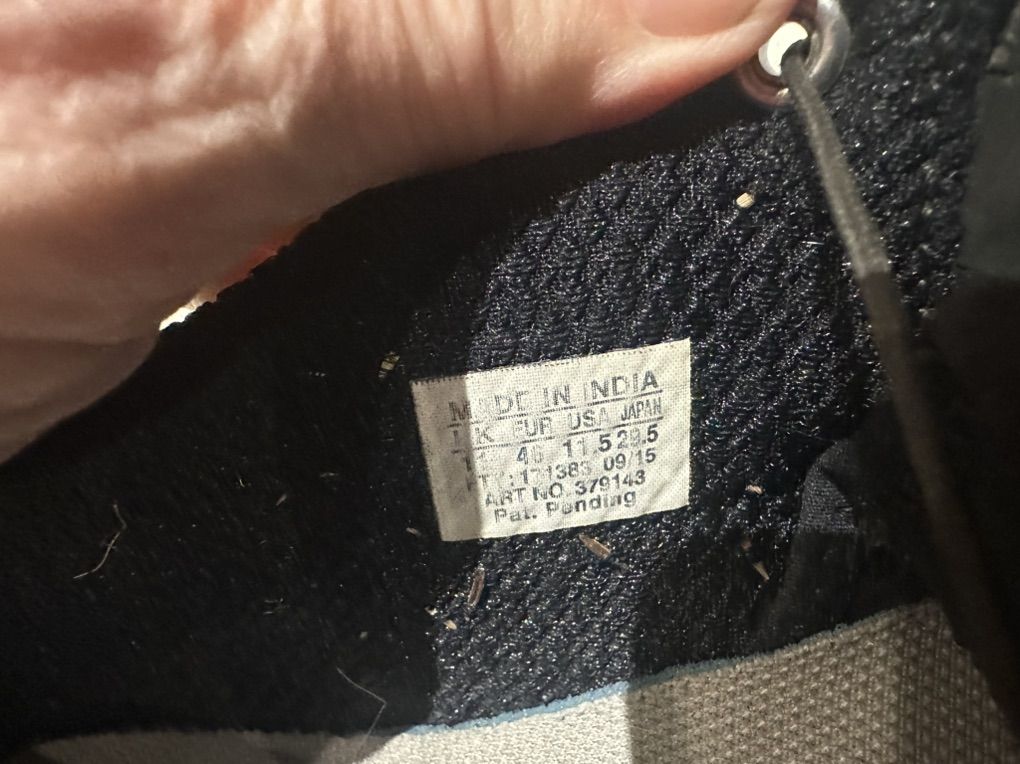 MADE IN INDIA
UK EUR USA JAPAN
46 11.5 29.5
09/15
ART NO. 379143
Pat. Pending